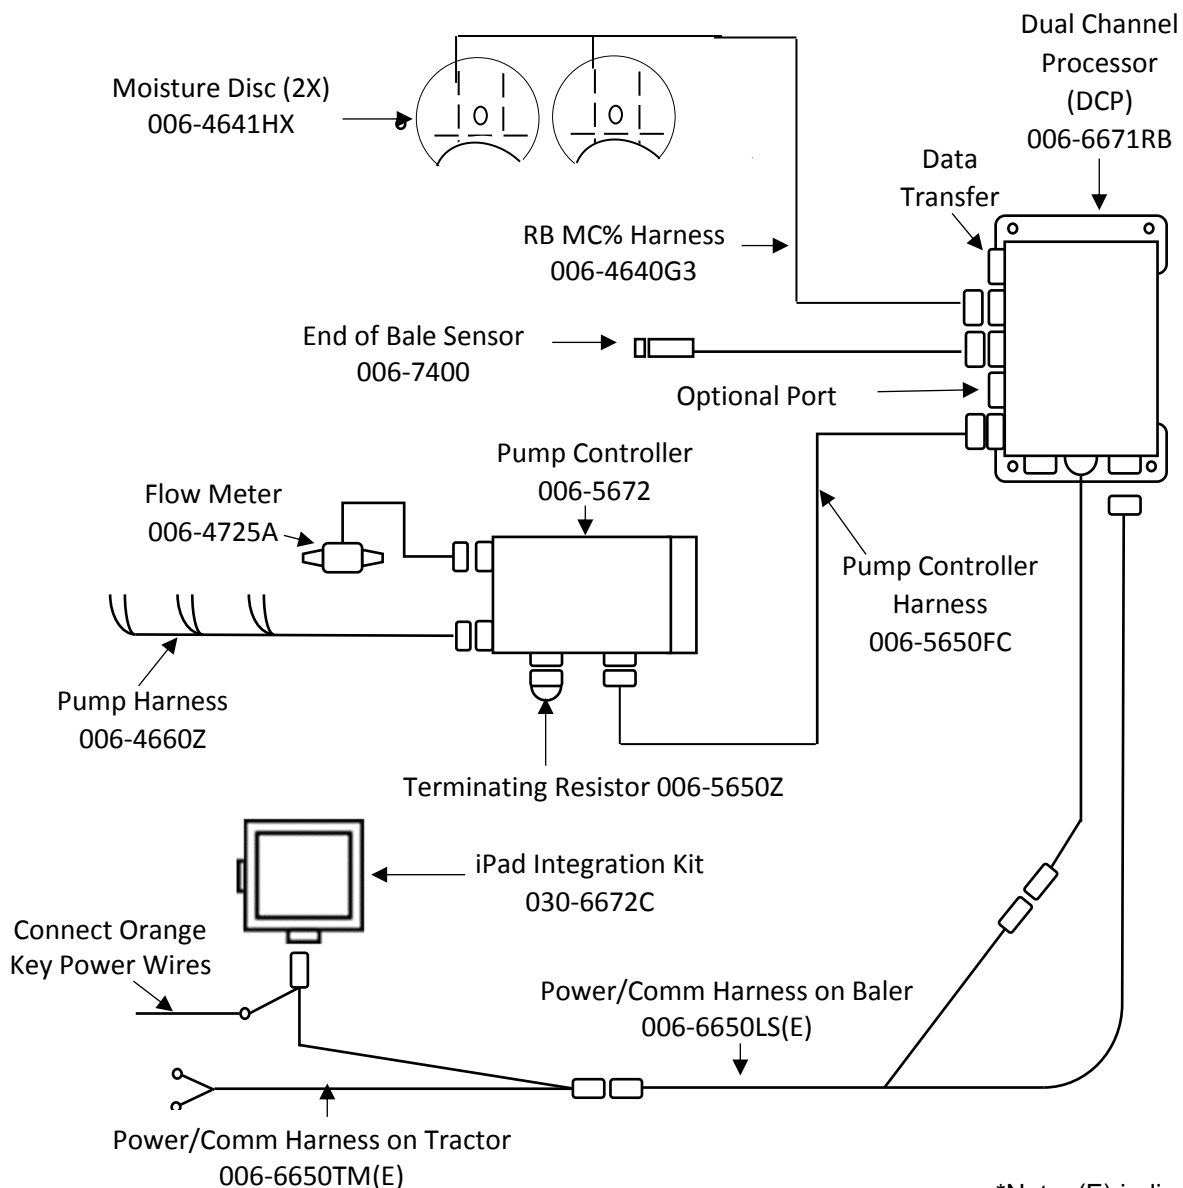 Dual Channel
Processor
(DCP)
006-6671RB
Moisture Disc (2X)
006-4641HX
Data
Transfer
RB MC% Harness
006-4640G3
End of Bale Sensor
006-7400
Optional Port
Pump Controller
006-5672
Flow Meter
006-4725A
Pump Controller
Harness
006-5650FC
Pump Harness
006-4660Z
Terminating Resistor 006-5650Z
iPad Integration Kit
030-6672C
Connect Orange
Key Power Wires
Power/Comm Harness on Baler
006-6650LS(E)
Power/Comm Harness on Tractor
006-6650TM(E)